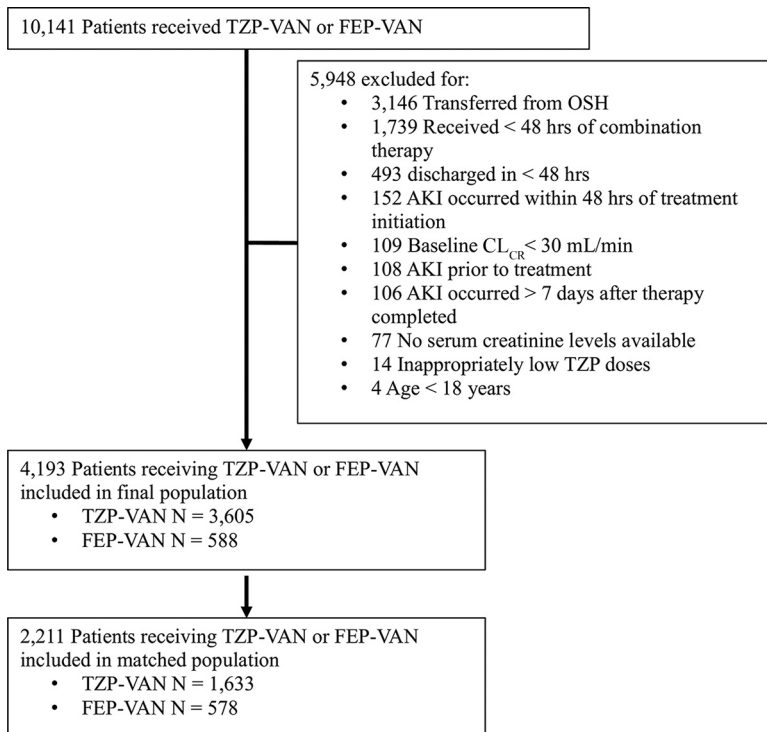 10,141 Patients received TZP-VAN or FEP-VAN
5,948 excluded for:
• 3,146 Transferred from OSH
• 1,739 Received < 48 hrs of combination
therapy
• 493 discharged in < 48 hrs
• 152 AKI occurred within 48 hrs of treatment
initiation
• 109 Baseline CL_CR< 30 mL/min
• 108 AKI prior to treatment
• 106 AKI occurred > 7 days after therapy
completed
• 77 No serum creatinine levels available
• 14 Inappropriately low TZP doses
• 4 Age < 18 years
4,193 Patients receiving TZP-VAN or FEP-VAN
included in final population
• TZP-VAN N = 3,605
• FEP-VAN N = 588
2,211 Patients receiving TZP-VAN or FEP-VAN
included in matched population
• TZP-VAN N = 1,633
• FEP-VAN N = 578